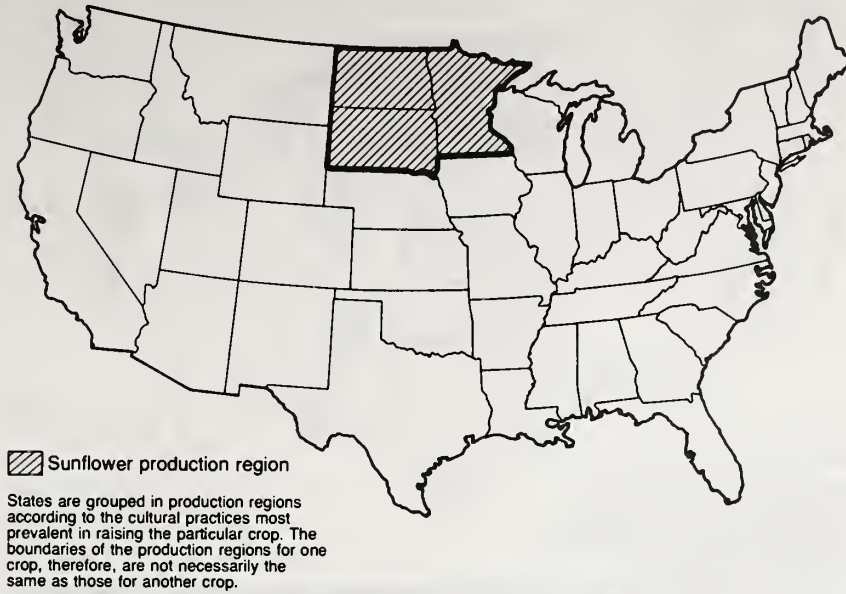 Sunflower production region
States are grouped in production regions
according to the cultural practices most
prevalent in raising the particular crop. The
boundaries of the production regions for one
crop, therefore, are not necessarily the
same as those for another crop.